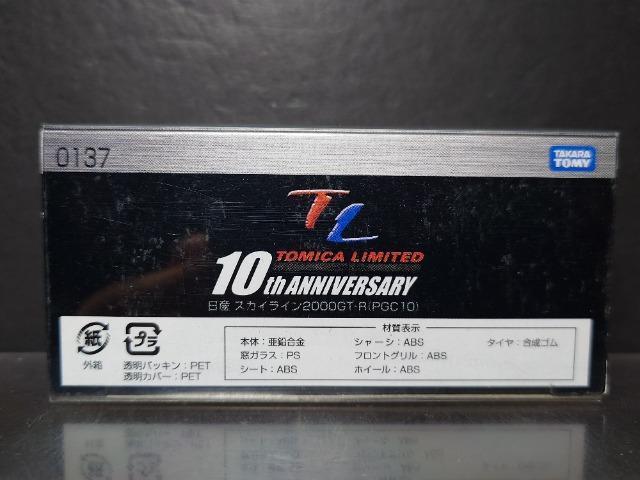 0137
TAKARA
TOMY
TL
TOMICA LIMITED
10th ANNIVERSARY
日産 スカイライン2000GT-R(PGC10)
紙
外箱
プラ
透明パッキン：PET
透明カバー：PET
材質表示
本体：亜鉛合金
窓ガラス：PS
シート：ABS
シャーシ：ABS
フロントグリル：ABS
ホイール：ABS
タイヤ：合成ゴム